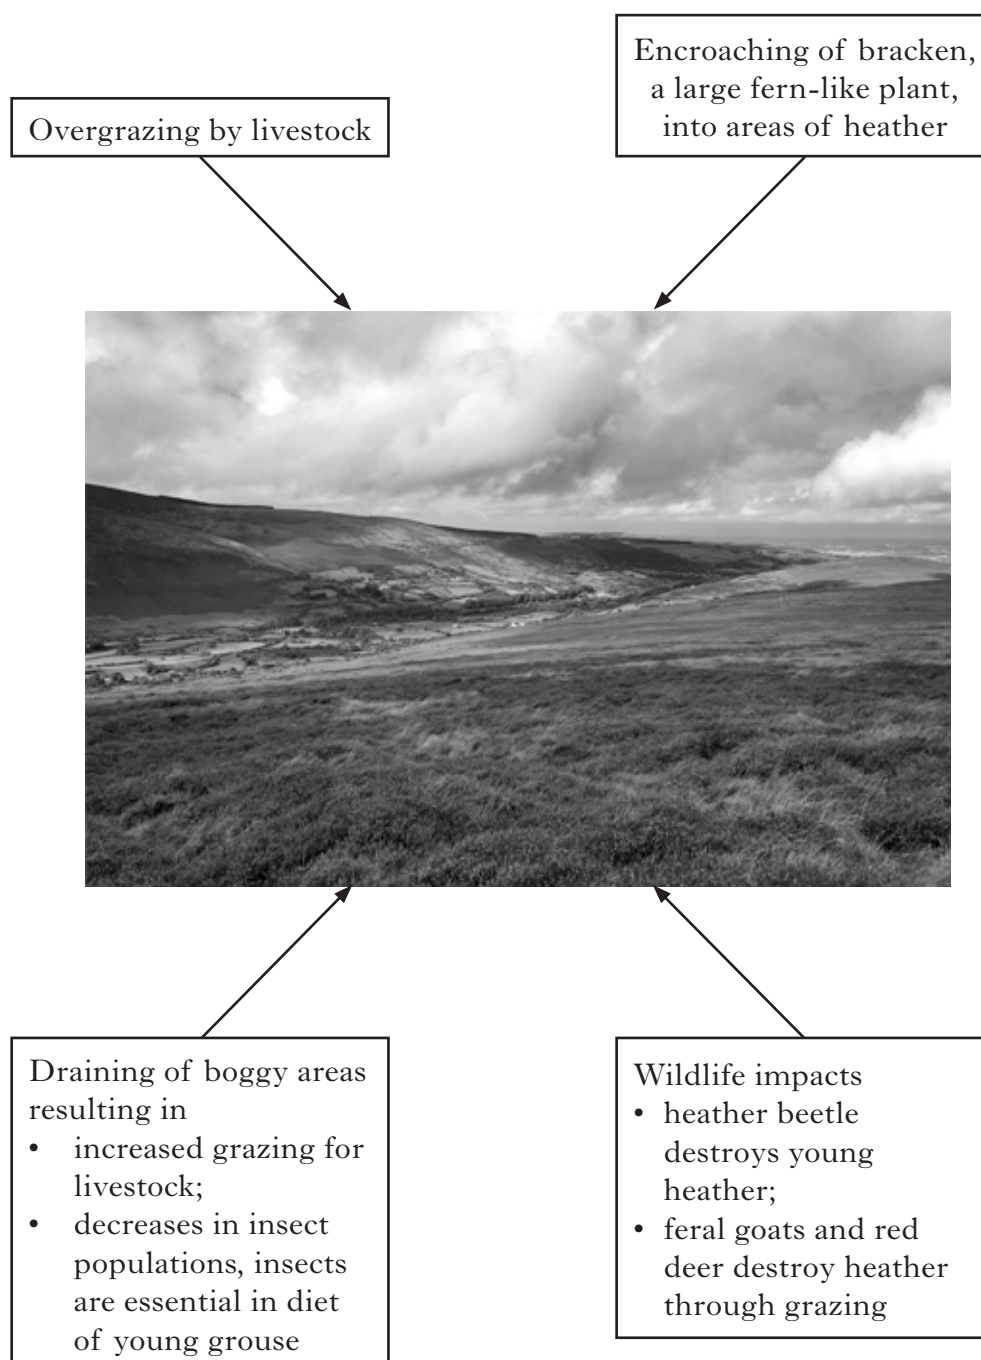 Overgrazing by livestock
Encroaching of bracken,
a large fern-like plant,
into areas of heather
Draining of boggy areas
resulting in
• increased grazing for
livestock;
• decreases in insect
populations, insects
are essential in diet
of young grouse
Wildlife impacts
• heather beetle
destroys young
heather;
• feral goats and red
deer destroy heather
through grazing